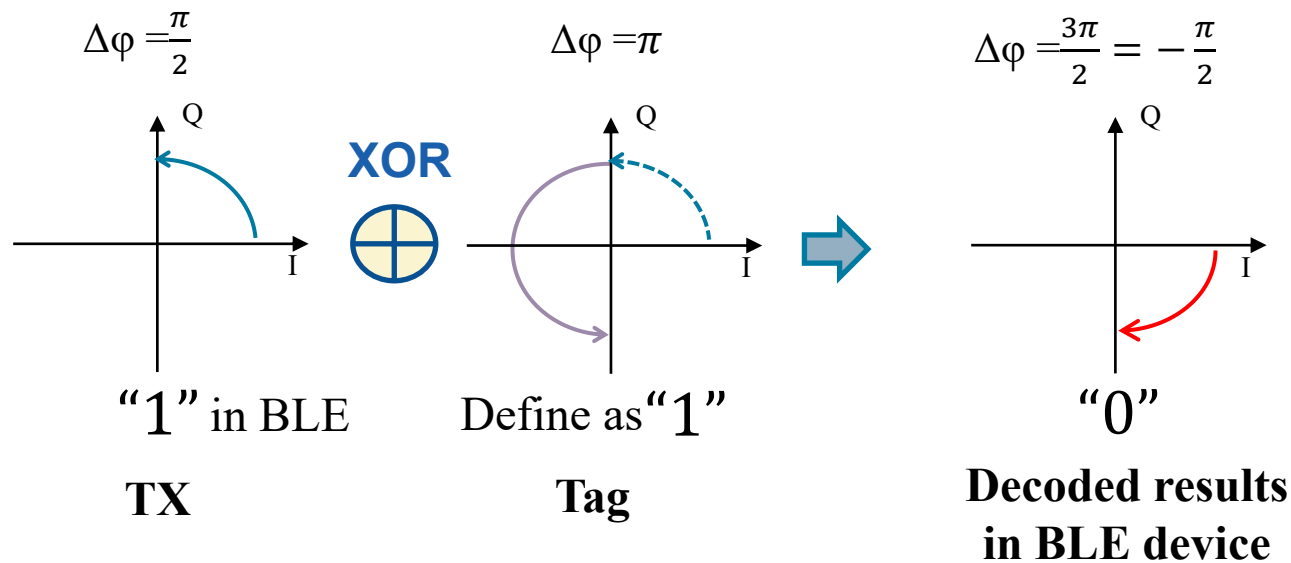 Δφ =π/2
Δφ =π
Δφ =3π/2 = − π/2
Q
Q
Q
XOR
I
I
I
“1” in BLE
Define as “1”
“0”
TX
Tag
Decoded results
in BLE device